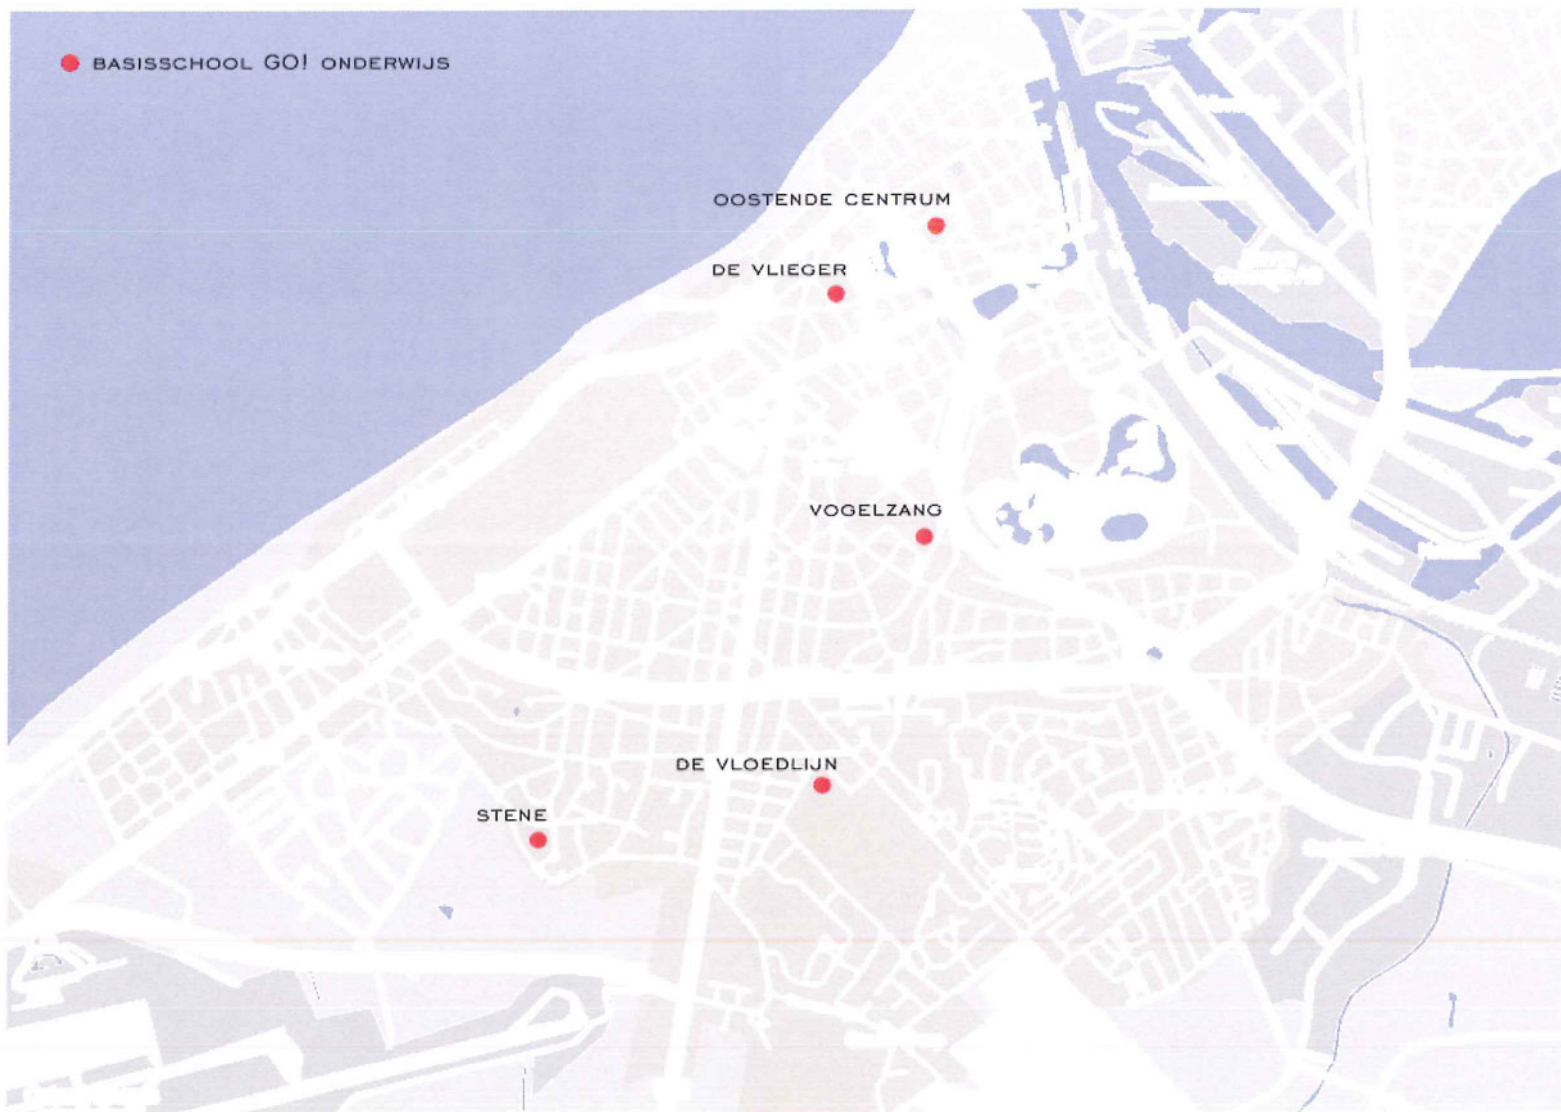 BASISSCHOOL GO! ONDERWIJS
OOSTENDE CENTRUM
DE VLIEGER
VOGELZANG
DE VLOEDLIJN
STENE